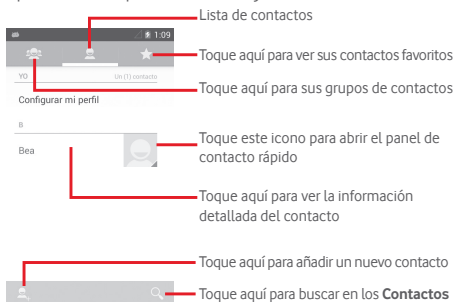 Lista de contactos
1:09
Toque aquí para ver sus contactos favoritos
YO
Un (1) contacto
Toque aquí para sus grupos de contactos
Configurar mi perfil
B
Bea
Toque este icono para abrir el panel de
contacto rápido
Toque aquí para ver la información
detallada del contacto
Toque aquí para añadir un nuevo contacto
Toque aquí para buscar en los Contactos